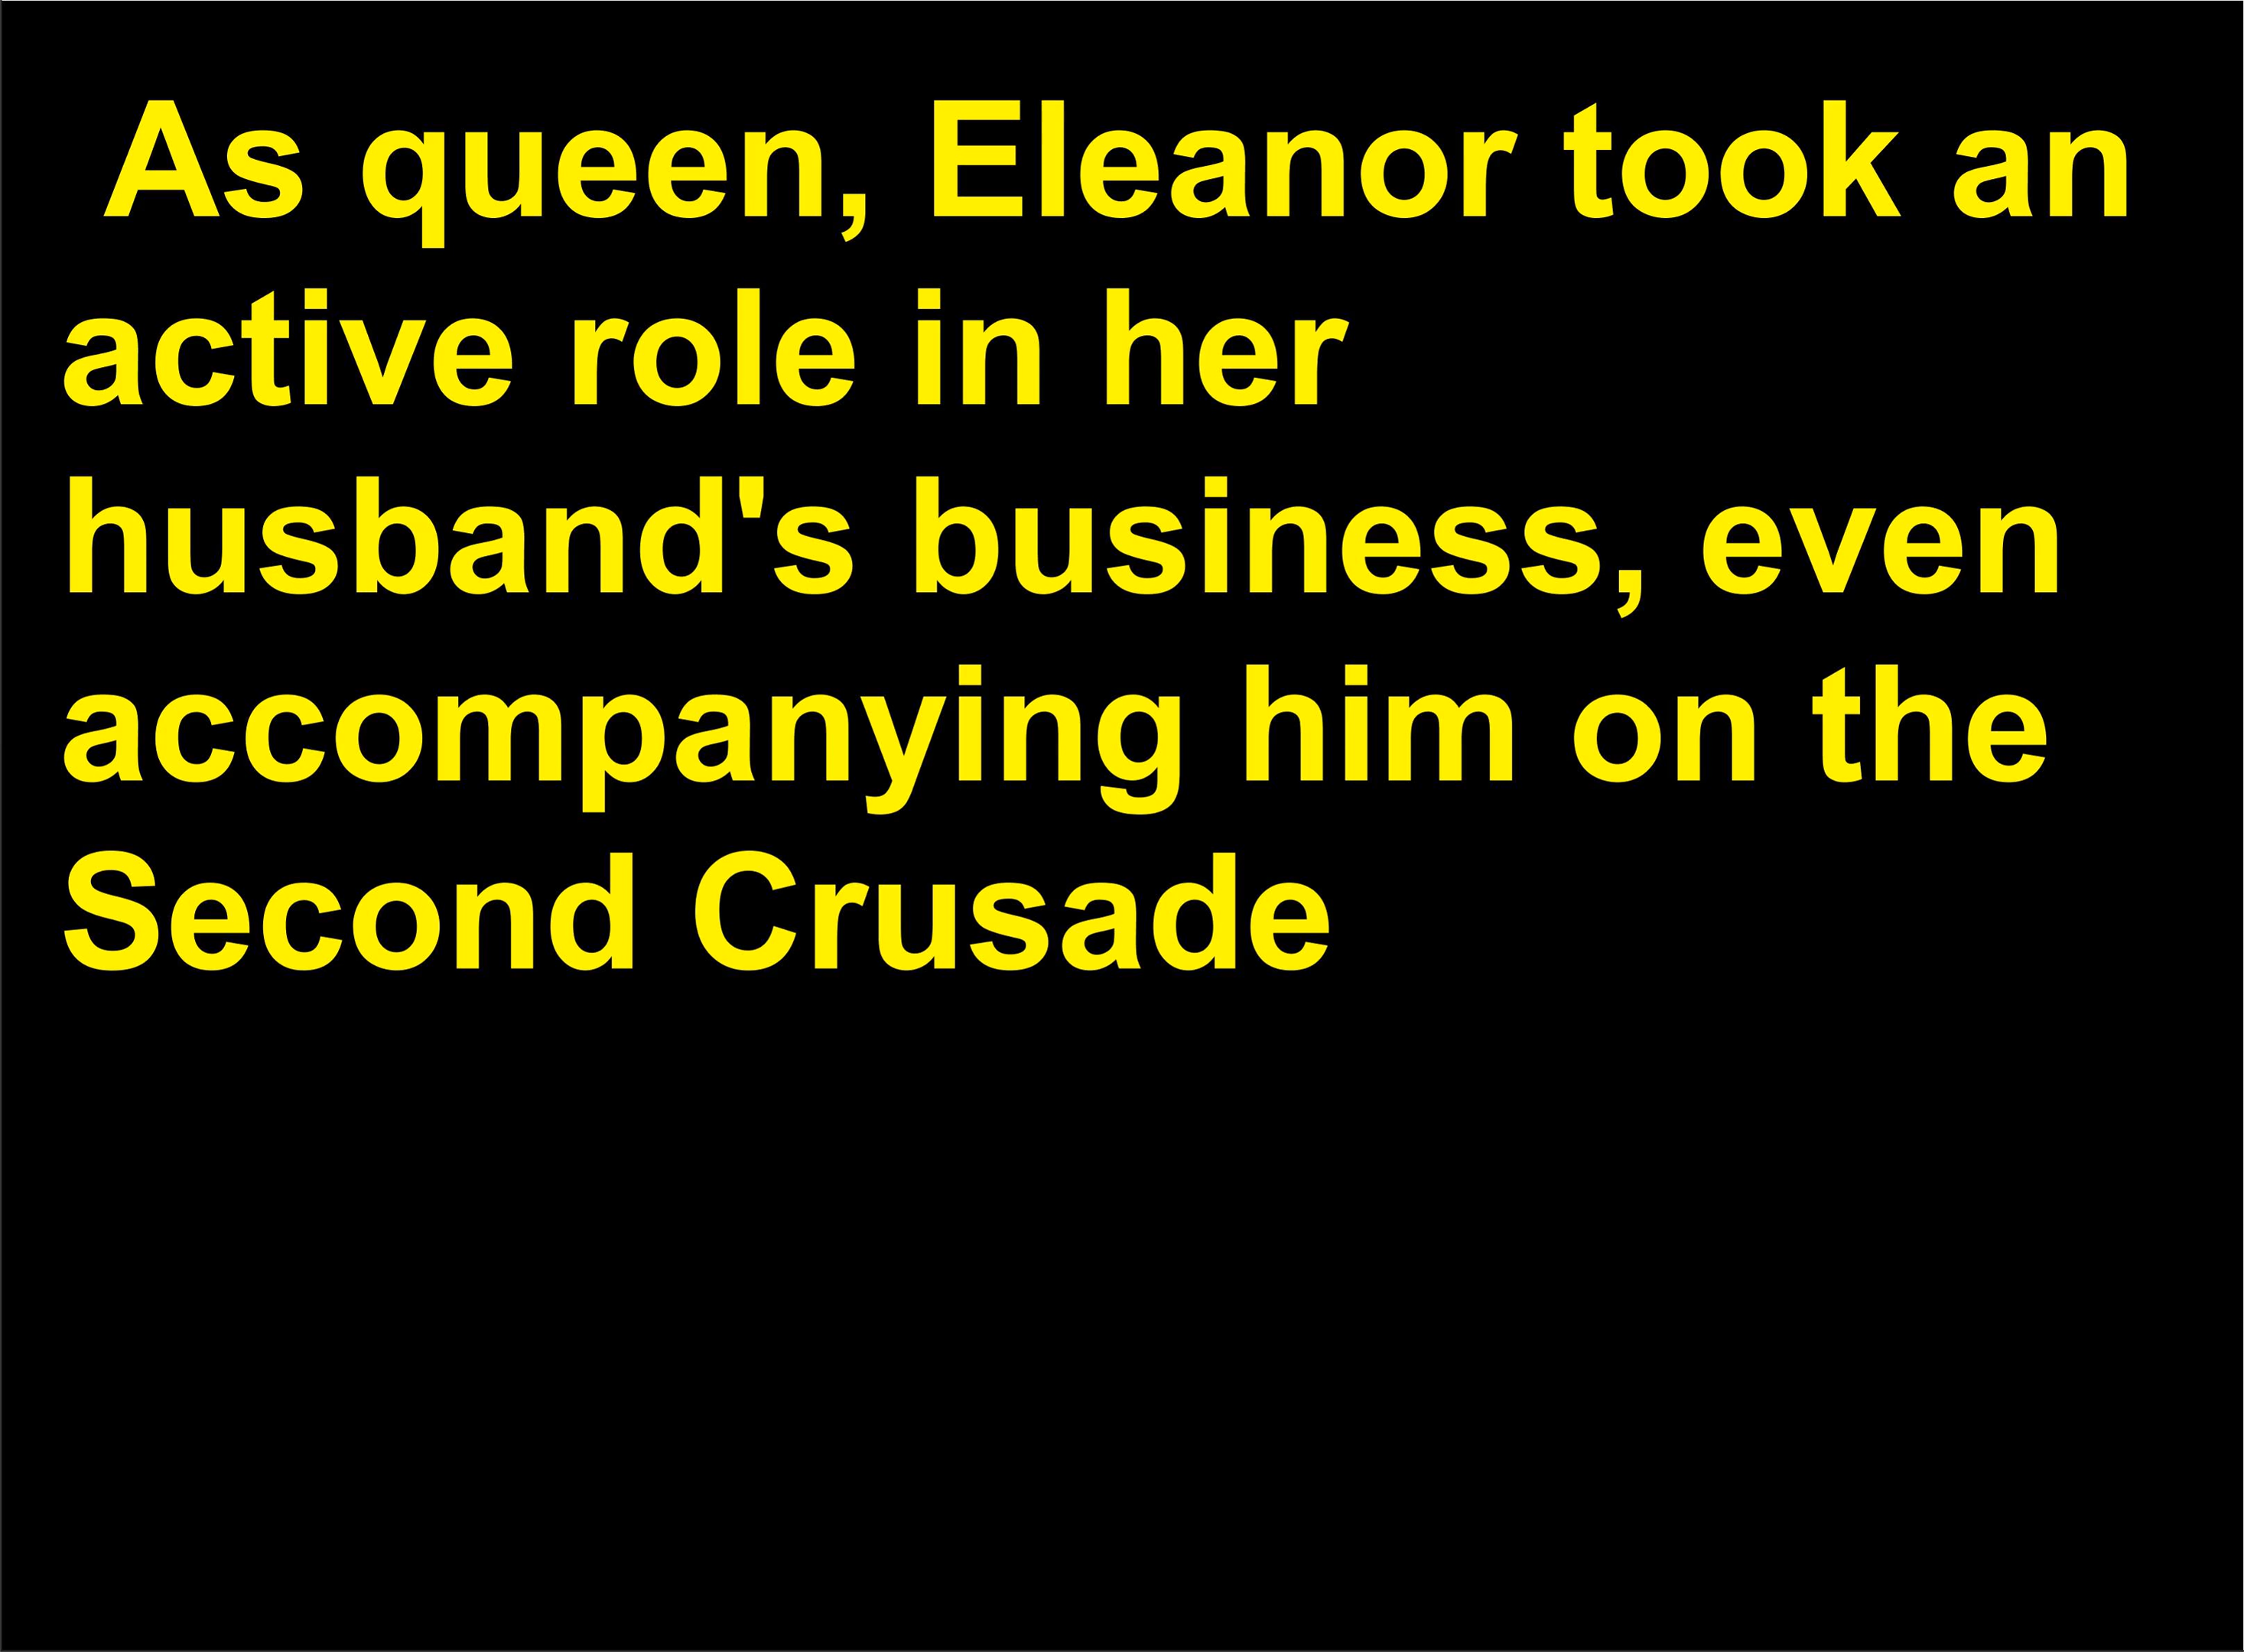 As queen, Eleanor took an
active role in her
husband's business, even
accompanying him on the
Second Crusade